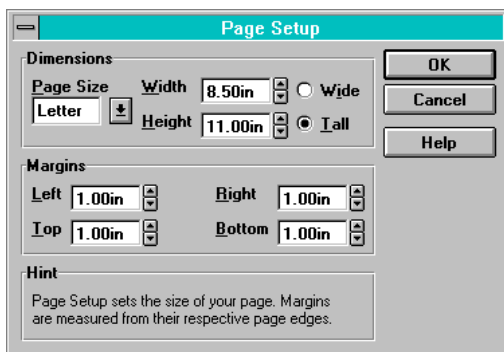 Page Setup
Dimensions
Page Size
Letter
Width 8.50in Wide
Height 11.00in Tall
OK
Cancel
Help
Margins
Left 1.00in Right 1.00in
Top 1.00in Bottom 1.00in
Hint
Page Setup sets the size of your page. Margins
are measured from their respective page edges.